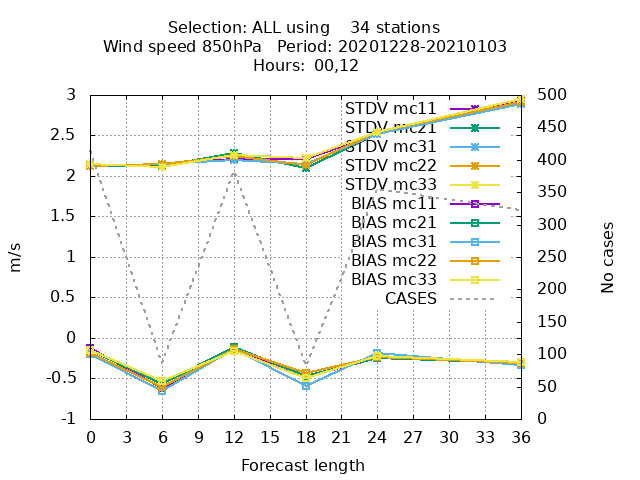 Selection: ALL using    34 stations
Wind speed 850hPa   Period: 20201228-20210103
Hours:  00,12
3
2.5
2
1.5
1
0.5
0
-0.5
-1
m/s
500
450
400
350
300
250
200
150
100
50
0
No cases
STDV mc11
STDV mc21
STDV mc31
STDV mc22
STDV mc33
BIAS mc11
BIAS mc21
BIAS mc31
BIAS mc22
BIAS mc33
CASES
0 3 6 9 12 15 18 21 24 27 30 33 36
Forecast length